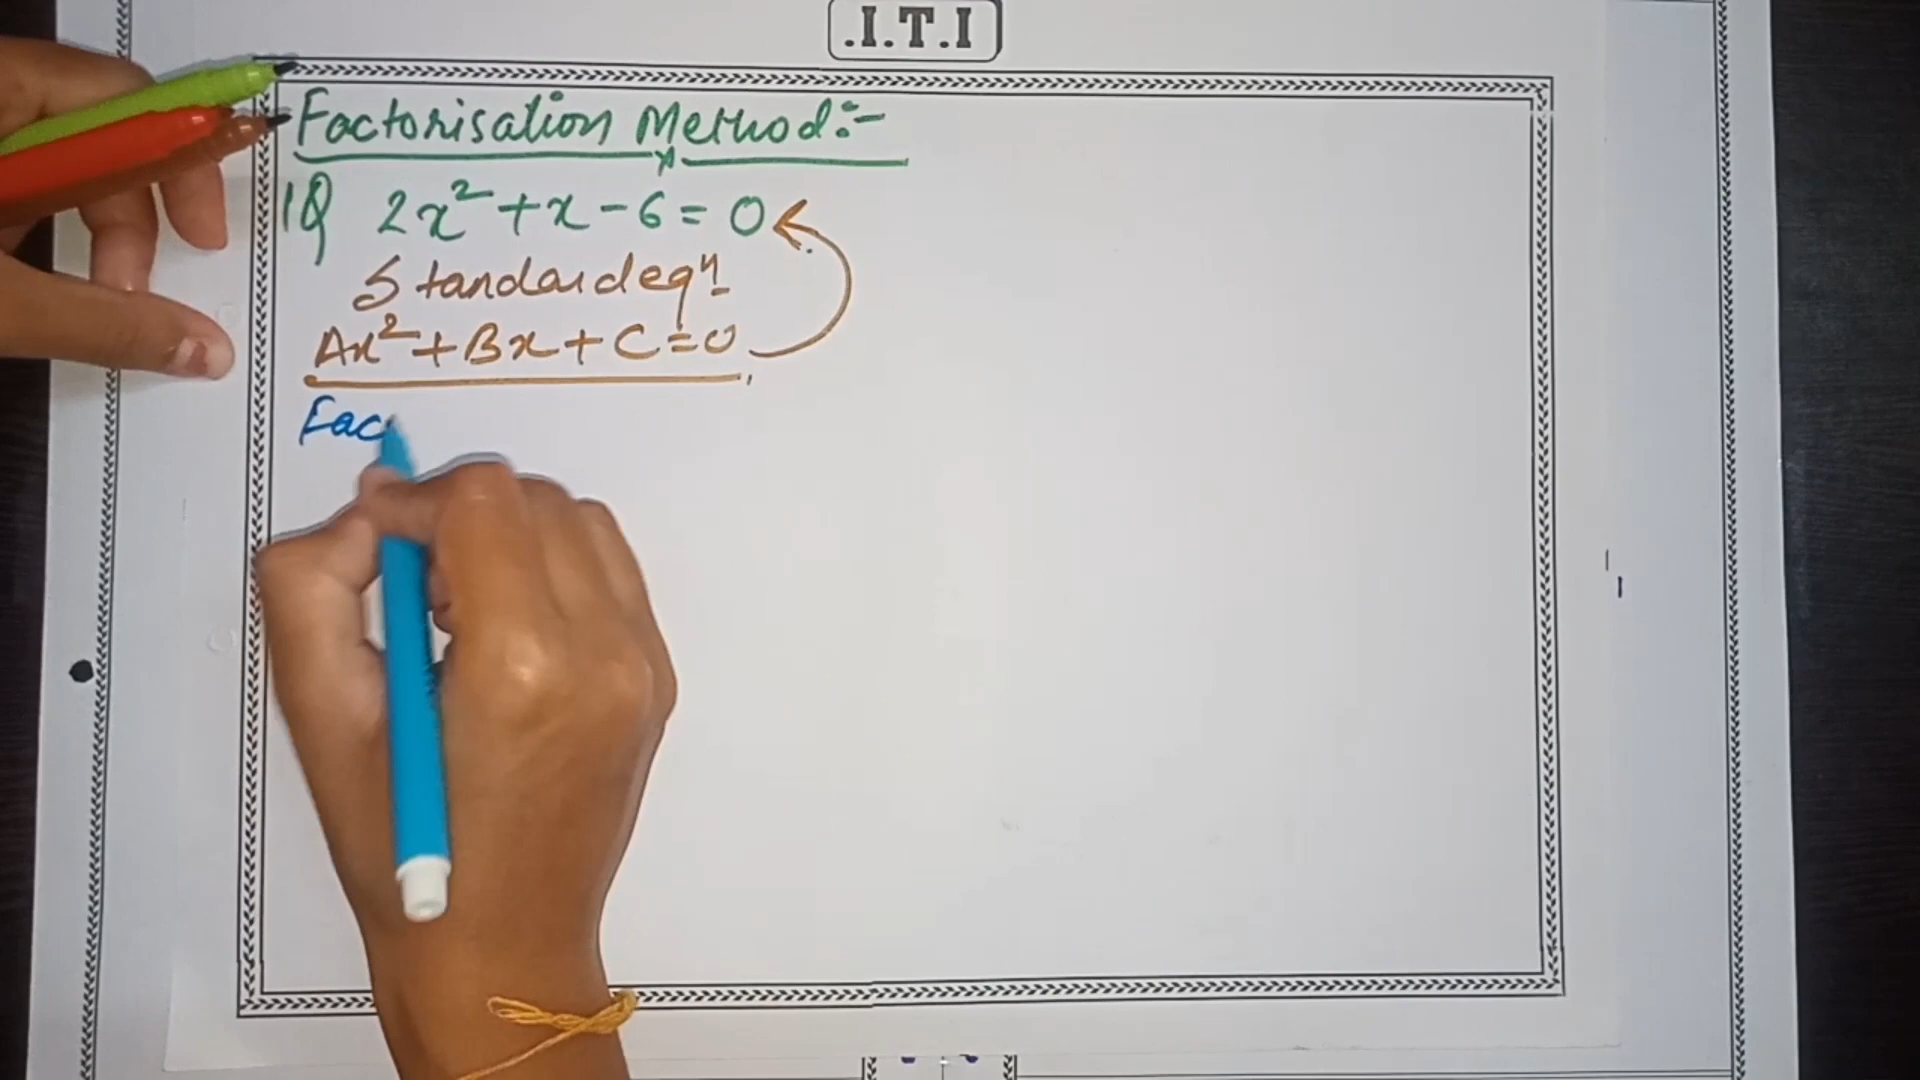 .I.T.I
Factorisation Method:-
1Q 2x² + x - 6 = 0
Standard eqⁿ.
Ax² + Bx + C = 0
Fac